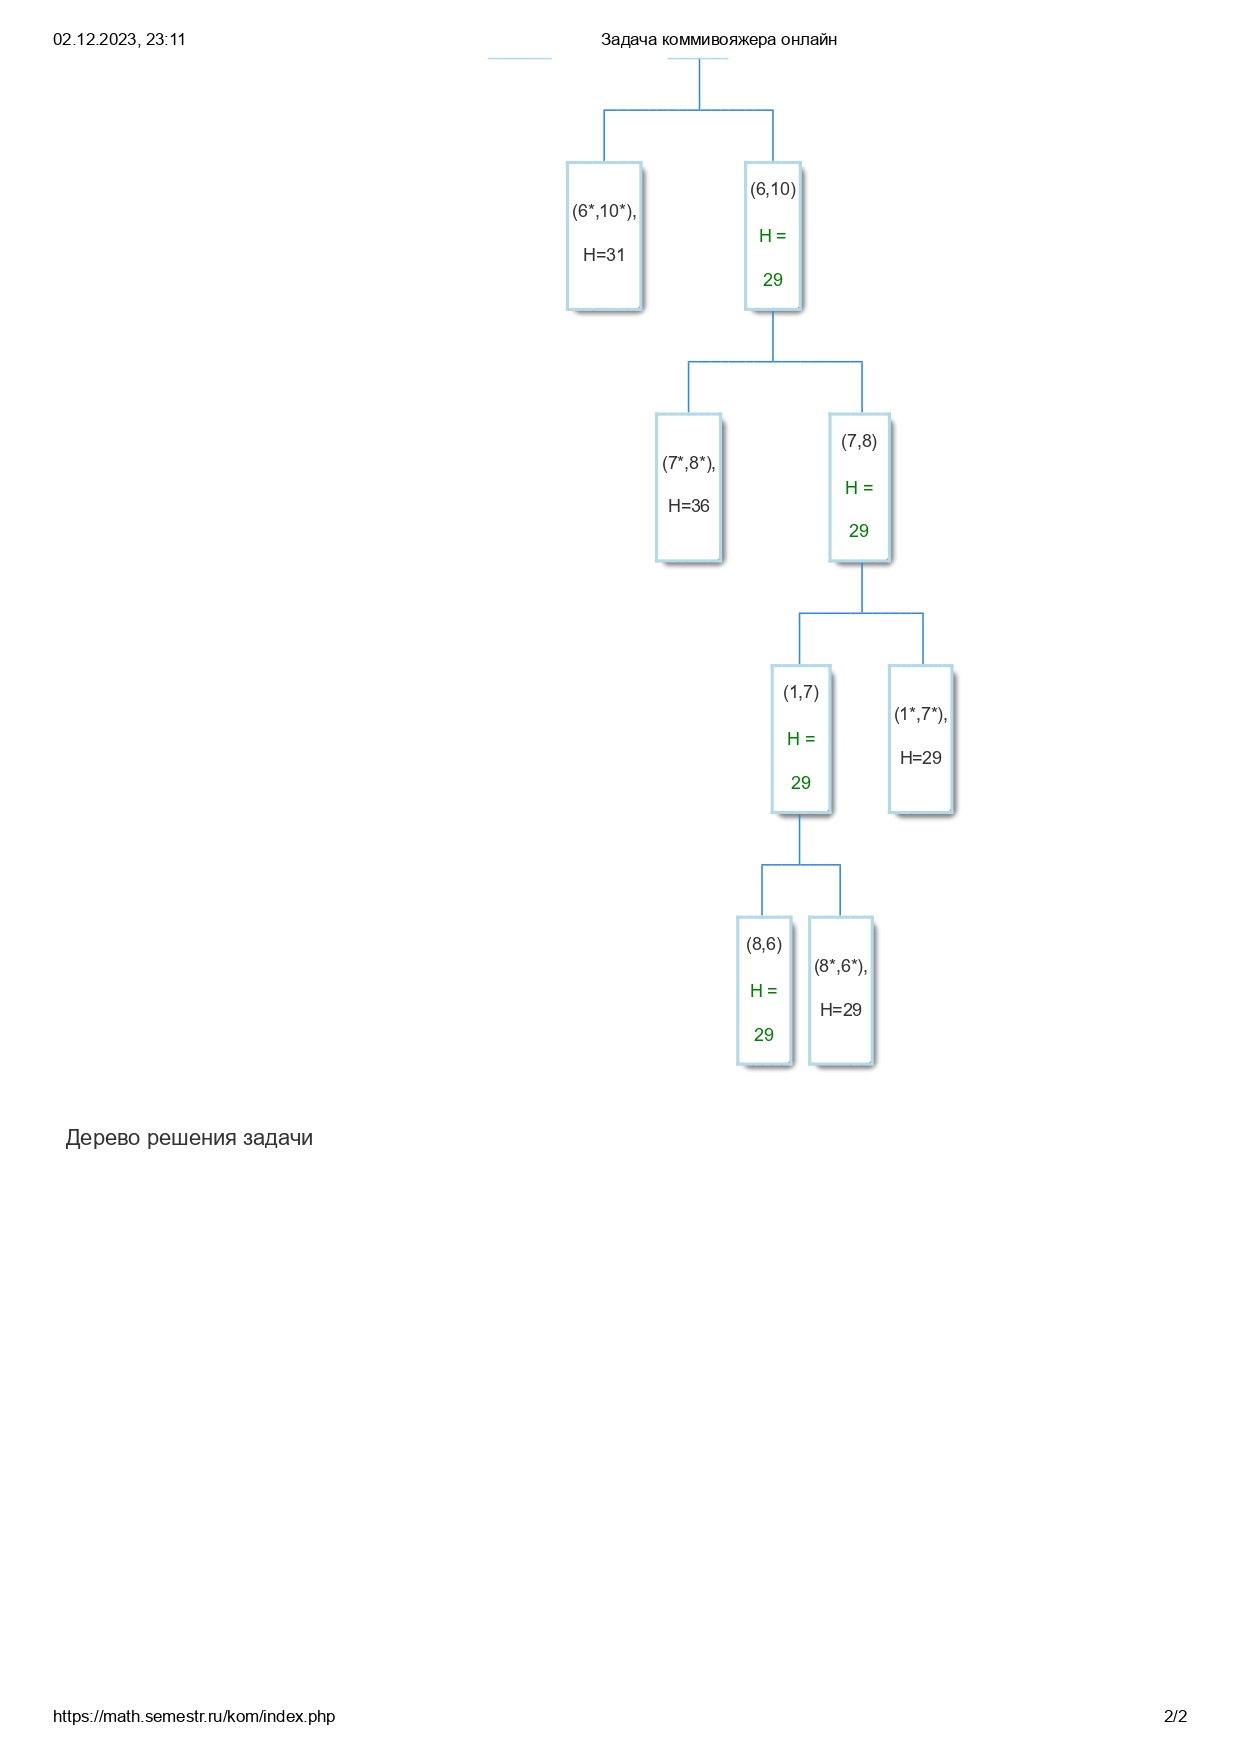 02.12.2023, 23:11
Задача коммивояжера онлайн
(6*,10*),
H=31
(6,10)
H =
29
(7*,8*),
H=36
(7,8)
H =
29
(1,7)
H =
29
(1*,7*),
H=29
(8,6)
H =
29
(8*,6*),
H=29
Дерево решения задачи
https://math.semestr.ru/kom/index.php
2/2